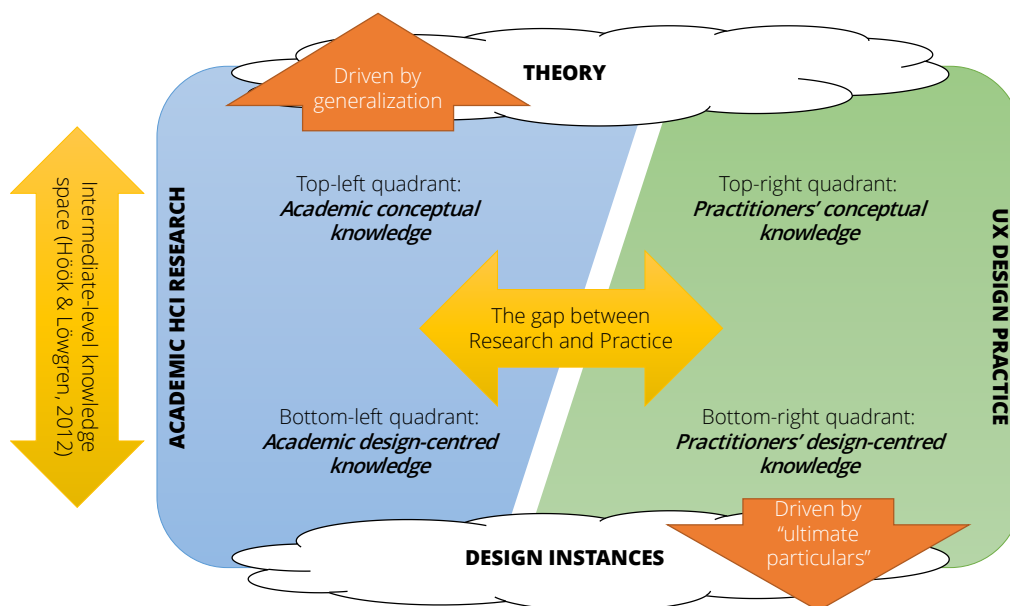 Driven by
generalization
THEORY
Intermediate-level knowledge
space (Höök & Löwgren, 2012)
ACADEMIC HCI RESEARCH
Top-left quadrant:
Academic conceptual
knowledge
Top-right quadrant:
Practitioners’ conceptual
knowledge
UX DESIGN PRACTICE
The gap between
Research and Practice
Bottom-left quadrant:
Academic design-centred
knowledge
Bottom-right quadrant:
Practitioners’ design-centred
knowledge
DESIGN INSTANCES
Driven by
“ultimate
particulars”